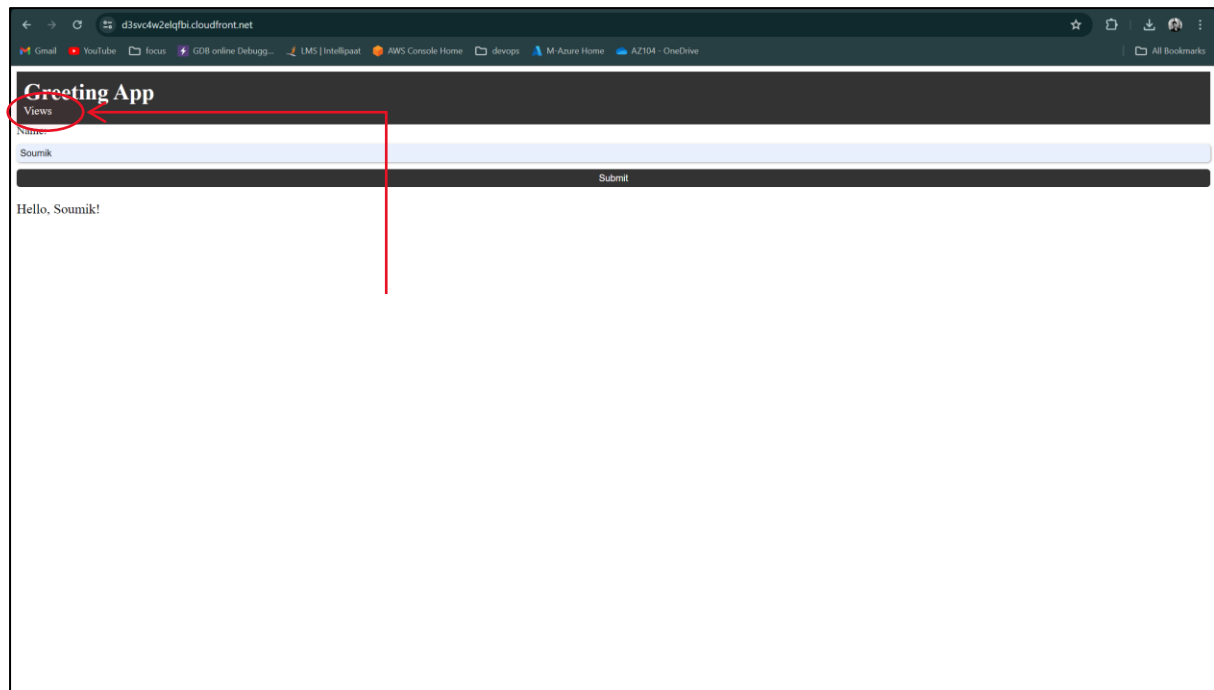 d3svc4w2elqfbi.cloudfront.net
Gmail YouTube focus GDB online Debugg... LMS | Intellipaat AWS Console Home devops M-Azure Home AZ104 - OneDrive All Bookmarks
Greeting App
Views
Name:
Soumik
Submit
Hello, Soumik!